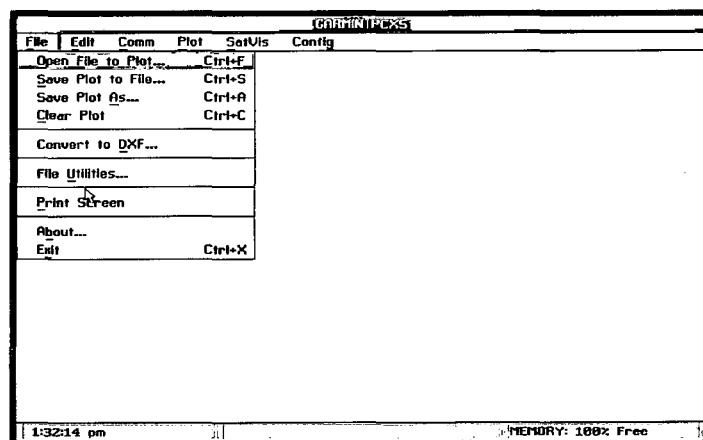 GARMIN PCX5
File Edit Comm Plot SatVis Config
Open File to Plot... Ctrl+F
Save Plot to File... Ctrl+S
Save Plot As... Ctrl+A
Clear Plot Ctrl+C
Convert to DXF...
File Utilities...
Print Screen
About...
Exit Ctrl+X
1:32:14 pm MEMORY: 100% Free